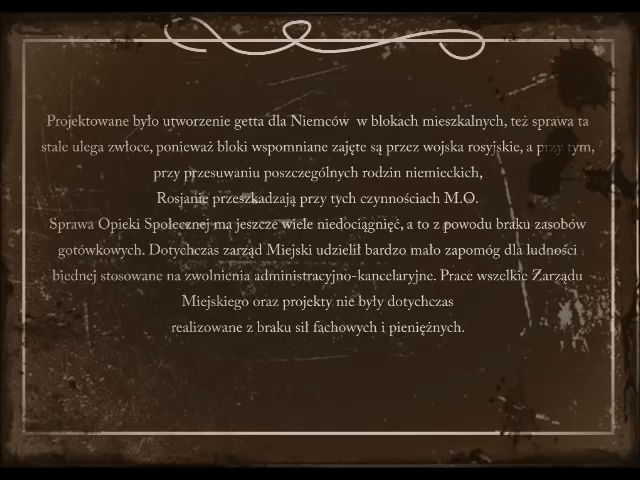 Projektowane było utworzenie getta dla Niemców w blokach mieszkalnych, też sprawa ta
stale ulega zwłoce, ponieważ bloki wspomniane zajęte są przez wojska rosyjskie, a przy tym,
przy przesuwaniu poszczególnych rodzin niemieckich,
Rosjanie przeszkadzają przy tych czynnościach M.O.
Sprawa Opieki Społecznej ma jeszcze wiele niedociągnięć, a to z powodu braku zasobów
gotówkowych. Dotychczas zarząd Miejski udzielił bardzo mało zapomóg dla ludności
biednej stosowane na zwolnienia administracyjno-kancelaryjne. Prace wszelkie Zarządu
Miejskiego oraz projekty nie były dotychczas
realizowane z braku sił fachowych i pieniężnych.